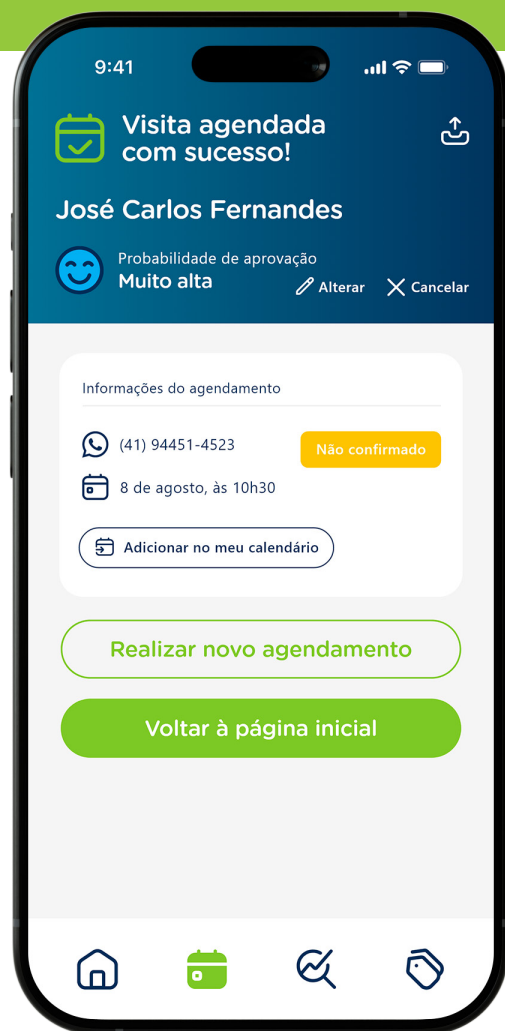 9:41
Visita agendada
com sucesso!
José Carlos Fernandes
Probabilidade de aprovação
Muito alta
Alterar
Cancelar
Informações do agendamento
(41) 94451-4523
Não confirmado
8 de agosto, às 10h30
Adicionar no meu calendário
Realizar novo agendamento
Voltar à página inicial